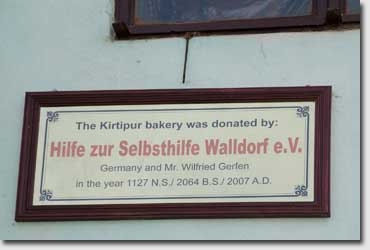 The Kirtipur bakery was donated by:
Hilfe zur Selbsthilfe Walldorf e.V.
Germany and Mr. Wilfried Gerfen
in the year 1127 N.S./ 2064 B.S./ 2007 A.D.